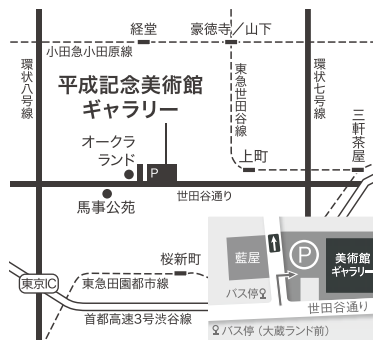 経堂
豪徳寺／山下
小田急小田原線
環状八号線
平成記念美術館
ギャラリー
東急世田谷線
環状七号線
三軒茶屋
オークラ
ランド
P
上町
世田谷通り
馬事公苑
桜新町
東京IC
東急田園都市線
首都高速3号渋谷線
藍屋
P
美術館
ギャラリー
バス停
世田谷通り
バス停（大蔵ランド前）